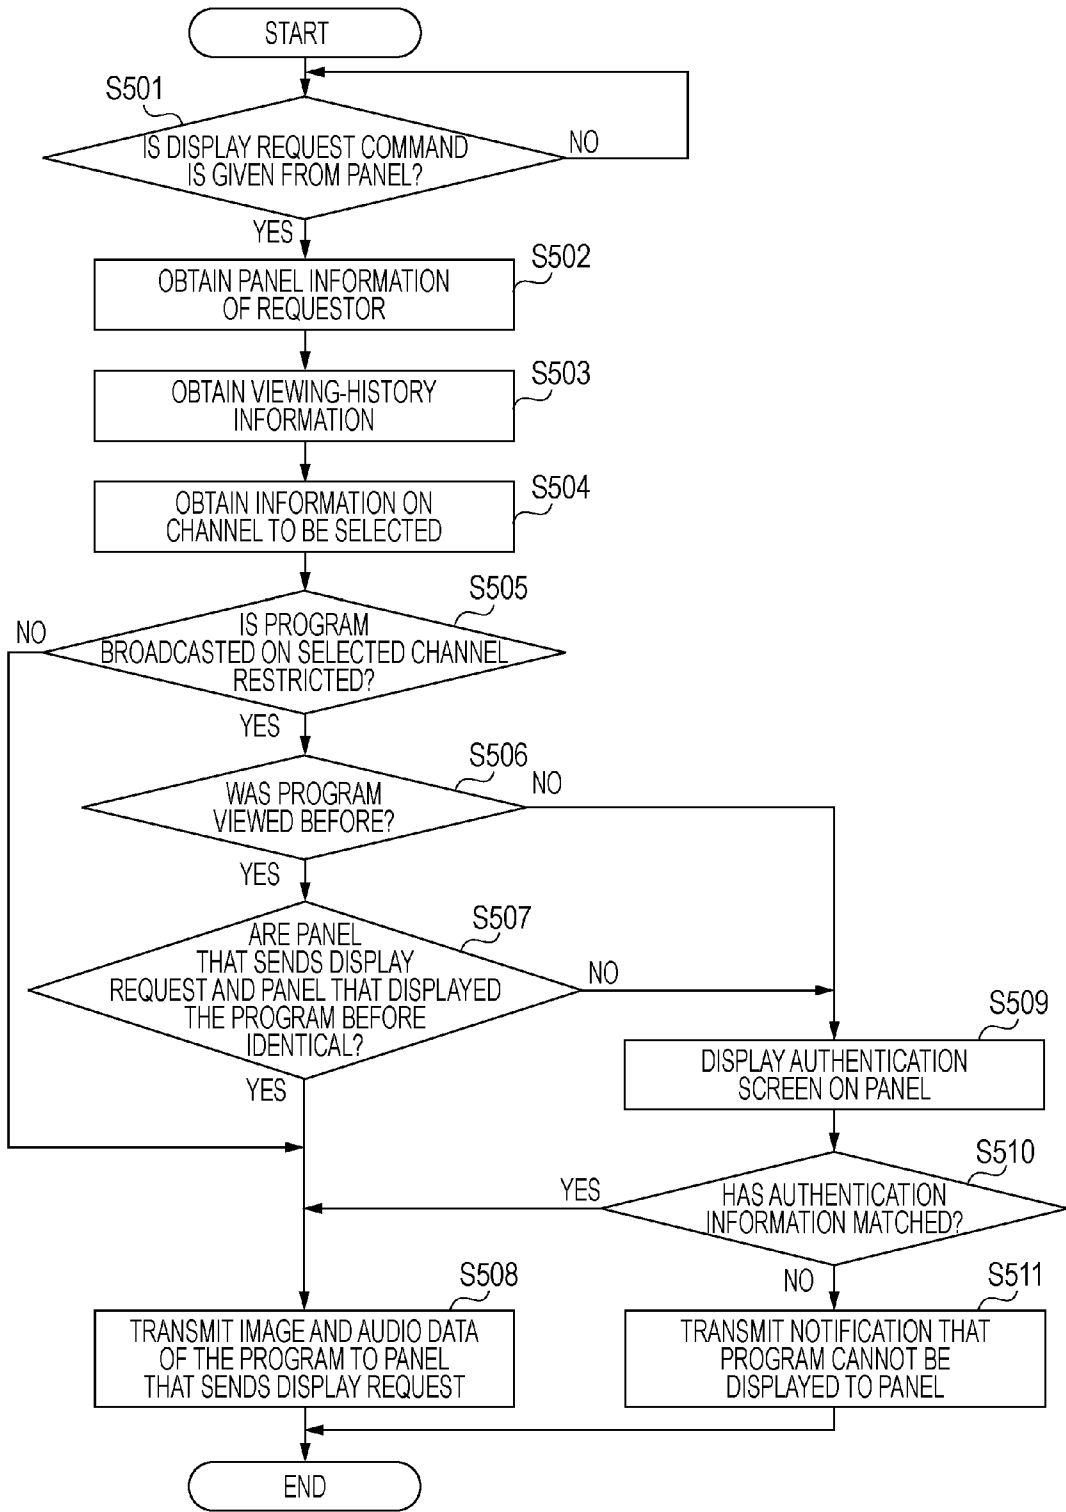 START
S501
IS DISPLAY REQUEST COMMAND
IS GIVEN FROM PANEL?
NO
YES
S502
OBTAIN PANEL INFORMATION
OF REQUESTOR
S503
OBTAIN VIEWING-HISTORY
INFORMATION
S504
OBTAIN INFORMATION ON
CHANNEL TO BE SELECTED
S505
NO
IS PROGRAM
BROADCASTED ON SELECTED CHANNEL
RESTRICTED?
YES
S506
NO
WAS PROGRAM
VIEWED BEFORE?
YES
S507
ARE PANEL
THAT SENDS DISPLAY
REQUEST AND PANEL THAT DISPLAYED
THE PROGRAM BEFORE
IDENTICAL?
NO
YES
S509
DISPLAY AUTHENTICATION
SCREEN ON PANEL
S510
YES
HAS AUTHENTICATION
INFORMATION MATCHED?
NO
S508
TRANSMIT IMAGE AND AUDIO DATA
OF THE PROGRAM TO PANEL
THAT SENDS DISPLAY REQUEST
S511
TRANSMIT NOTIFICATION THAT
PROGRAM CANNOT BE
DISPLAYED TO PANEL
END